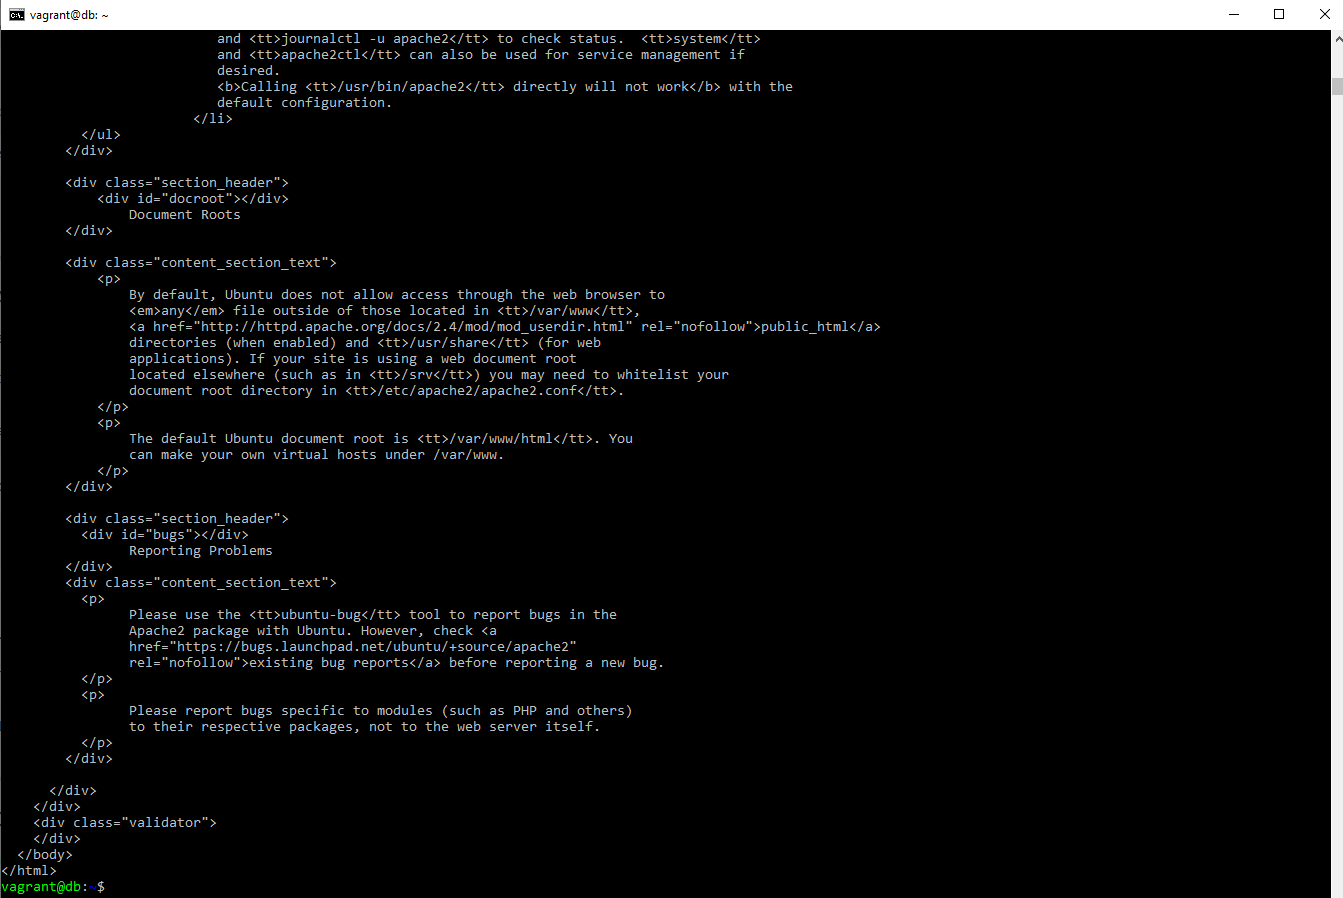 vagrant@db: ~
and <tt>journalctl -u apache2</tt> to check status.  <tt>system</tt>
and <tt>apache2ctl</tt> can also be used for service management if
desired.
<b>Calling <tt>/usr/bin/apache2</tt> directly will not work</b> with the
default configuration.
</li>
</ul>
</div>
<div class="section_header">
<div id="docroot"></div>
Document Roots
</div>
<div class="content_section_text">
<p>
By default, Ubuntu does not allow access through the web browser to
<em>any</em> file outside of those located in <tt>/var/www</tt>,
<a href="http://httpd.apache.org/docs/2.4/mod/mod_userdir.html" rel="nofollow">public_html</a>
directories (when enabled) and <tt>/usr/share</tt> (for web
applications). If your site is using a web document root
located elsewhere (such as in <tt>/srv</tt>) you may need to whitelist your
document root directory in <tt>/etc/apache2/apache2.conf</tt>.
</p>
<p>
The default Ubuntu document root is <tt>/var/www/html</tt>. You
can make your own virtual hosts under /var/www.
</p>
</div>
<div class="section_header">
<div id="bugs"></div>
Reporting Problems
</div>
<div class="content_section_text">
<p>
Please use the <tt>ubuntu-bug</tt> tool to report bugs in the
Apache2 package with Ubuntu. However, check <a
href="https://bugs.launchpad.net/ubuntu/+source/apache2"
rel="nofollow">existing bug reports</a> before reporting a new bug.
</p>
<p>
Please report bugs specific to modules (such as PHP and others)
to their respective packages, not to the web server itself.
</p>
</div>
</div>
</div>
<div class="validator">
</div>
</body>
</html>
vagrant@db:~$